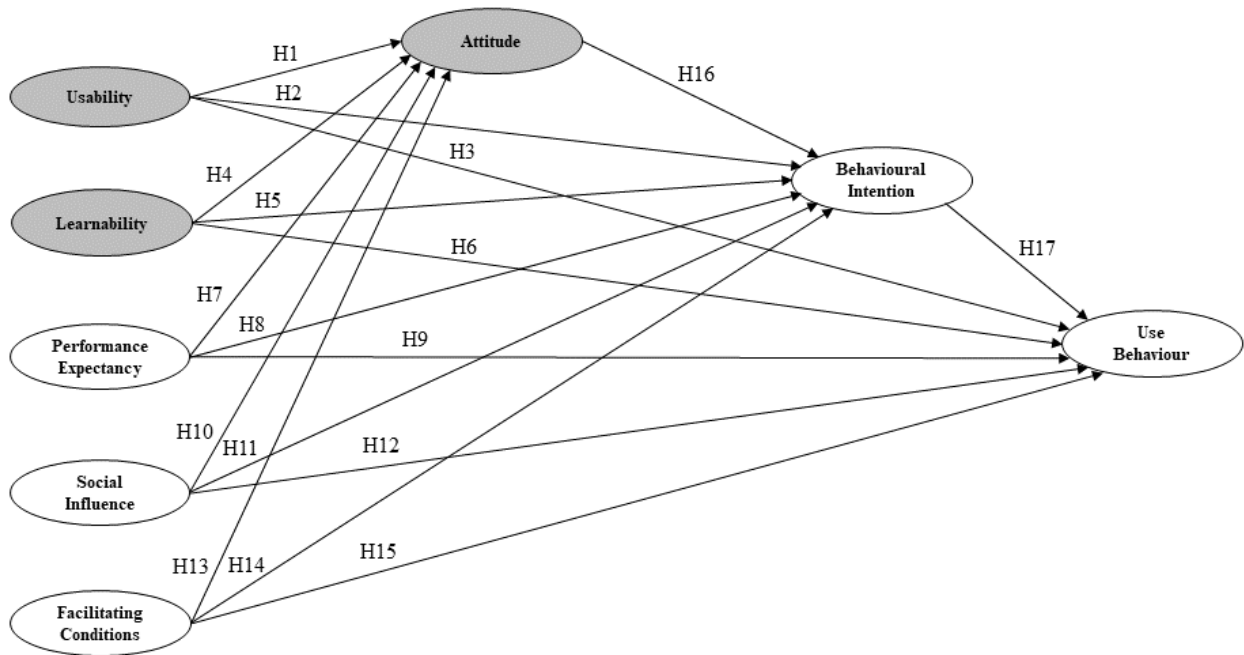 Attitude
H1
H16
Usability
H2
H3
Behavioural
Intention
H4
H5
Learnability
H6
H17
H7
H8
H9
Use
Behaviour
Performance
Expectancy
H10
H11
H12
Social
Influence
H13
H14
H15
Facilitating
Conditions